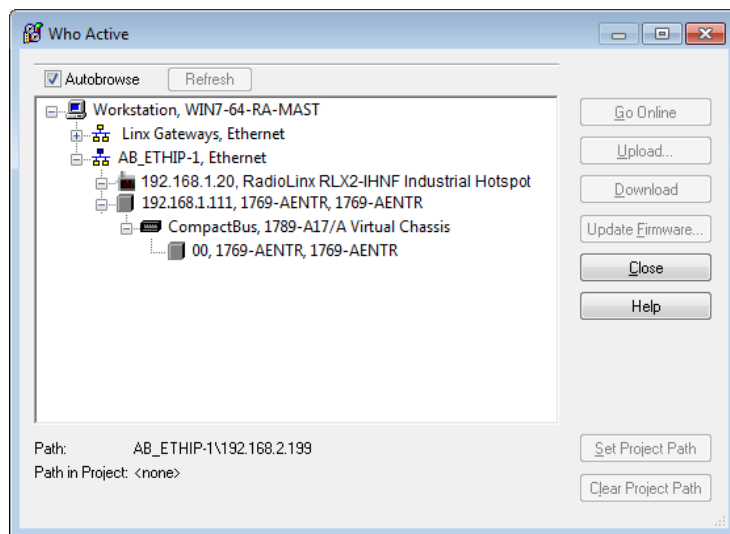 Who Active
Autobrowse
Refresh
Workstation, WIN7-64-RA-MAST
Linx Gateways, Ethernet
AB_ETHIP-1, Ethernet
192.168.1.20, RadioLinx RLX2-IHNF Industrial Hotspot
192.168.1.111, 1769-AENTR, 1769-AENTR
CompactBus, 1789-A17/A Virtual Chassis
00, 1769-AENTR, 1769-AENTR
Go Online
Upload...
Download
Update Firmware...
Close
Help
Path: AB_ETHIP-1\192.168.2.199
Path in Project: <none>
Set Project Path
Clear Project Path